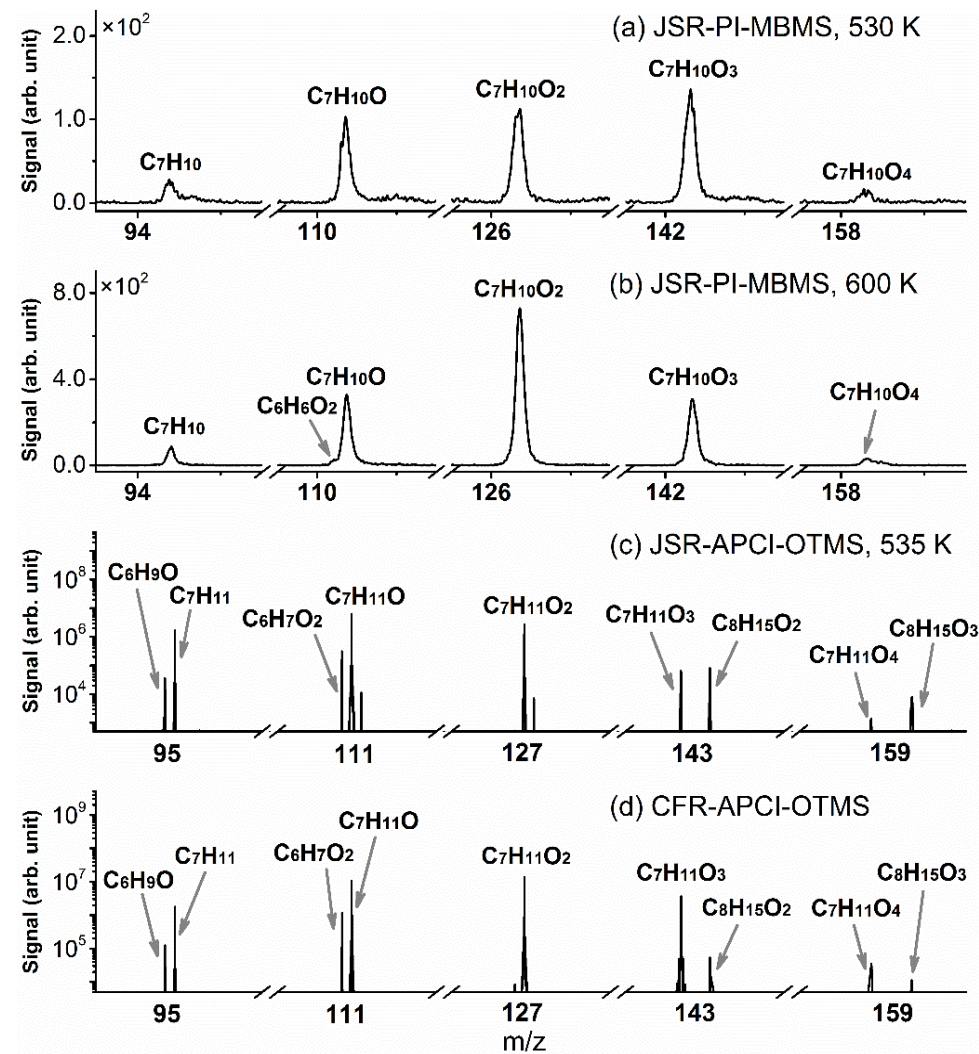 ×10²
(a) JSR-PI-MBMS, 530 K
2.0
1.0
0.0
Signal (arb. unit)
C₇H₁₀
C₇H₁₀O
C₇H₁₀O₂
C₇H₁₀O₃
C₇H₁₀O₄
94
110
126
142
158
×10²
(b) JSR-PI-MBMS, 600 K
8.0
4.0
0.0
Signal (arb. unit)
C₇H₁₀
C₆H₆O₂
C₇H₁₀O
C₇H₁₀O₂
C₇H₁₀O₃
C₇H₁₀O₄
94
110
126
142
158
(c) JSR-APCI-OTMS, 535 K
10⁸
10⁶
10⁴
Signal (arb. unit)
C₆H₉O
C₇H₁₁
C₆H₇O₂
C₇H₁₁O
C₇H₁₁O₂
C₇H₁₁O₃
C₈H₁₅O₂
C₇H₁₁O₄
C₈H₁₅O₃
95
111
127
143
159
(d) CFR-APCI-OTMS
10⁹
10⁷
10⁵
Signal (arb. unit)
C₆H₉O
C₇H₁₁
C₆H₇O₂
C₇H₁₁O
C₇H₁₁O₂
C₇H₁₁O₃
C₈H₁₅O₂
C₇H₁₁O₄
C₈H₁₅O₃
95
111
127
143
159
m/z